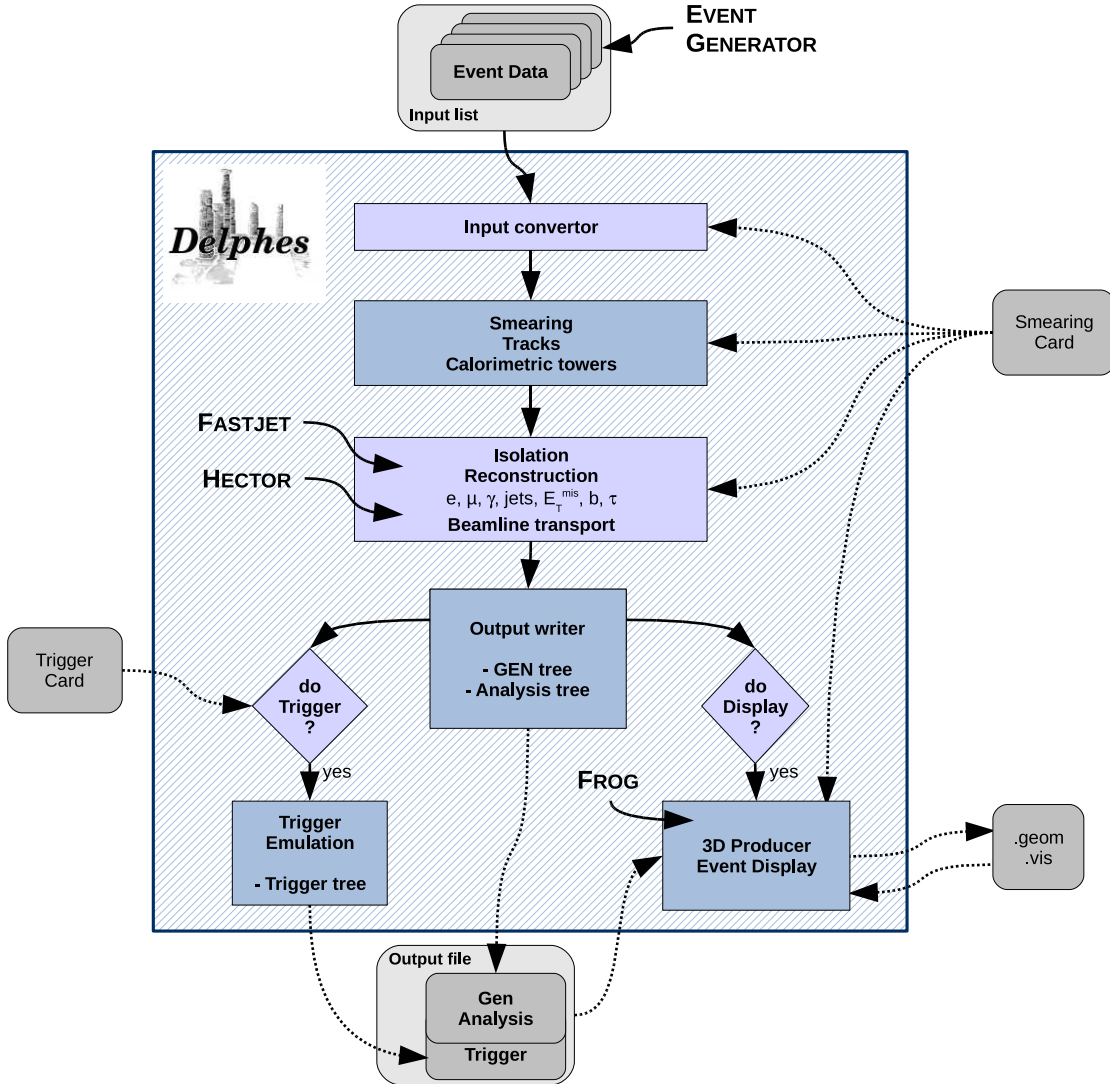 EVENT
GENERATOR
Event Data
Input list
Delphes
Input convertor
Smearing
Tracks
Calorimetric towers
Smearing
Card
FASTJET
HECTOR
Isolation
Reconstruction
e, μ, γ, jets, E_T^mis, b, τ
Beamline transport
Output writer
- GEN tree
- Analysis tree
Trigger
Card
do
Trigger
?
yes
do
Display
?
yes
FROG
Trigger
Emulation
- Trigger tree
3D Producer
Event Display
.geom
.vis
Output file
Gen
Analysis
Trigger